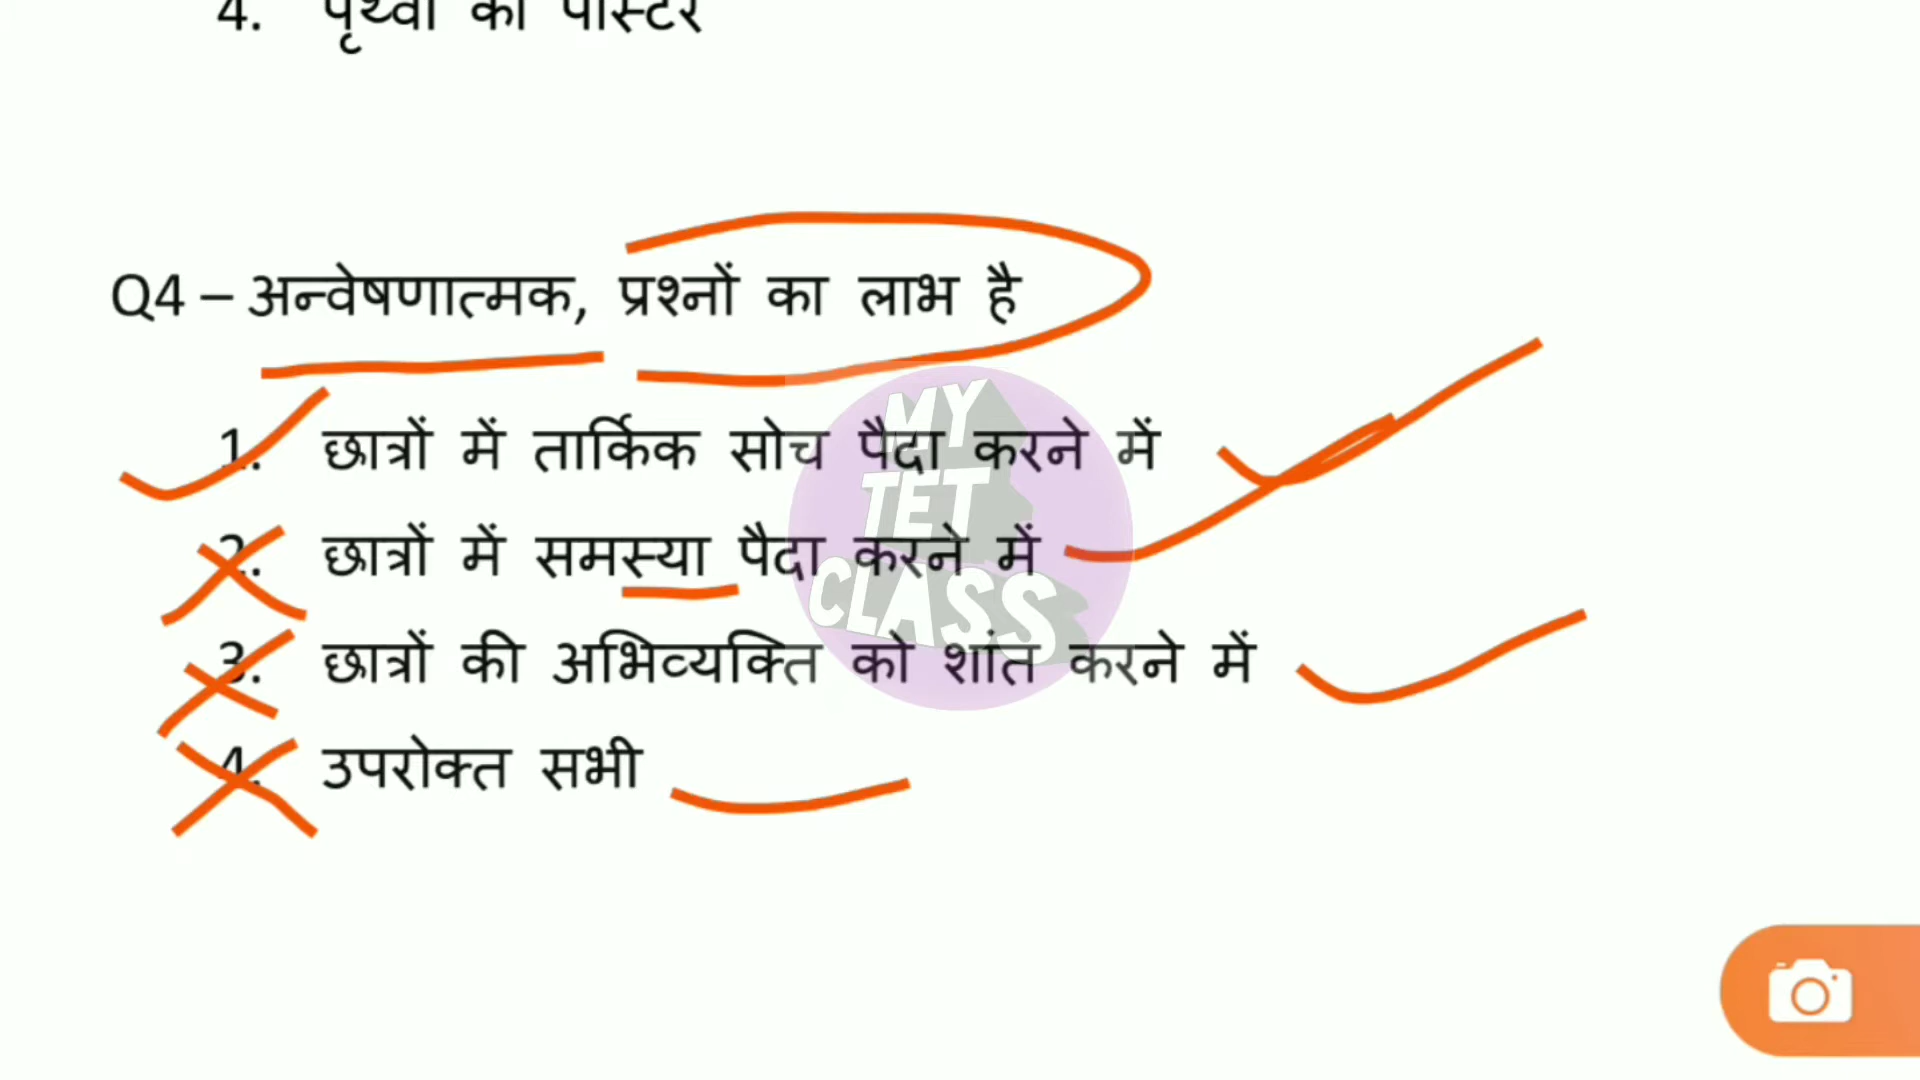 4. पृथ्वी का पोस्टर
Q4 – अन्वेषणात्मक, प्रश्नों का लाभ है
1. छात्रों में तार्किक सोच पैदा करने में
2. छात्रों में समस्या पैदा करने में
3. छात्रों की अभिव्यक्ति को शांत करने में
4. उपरोक्त सभी
MY
TET
CLASS